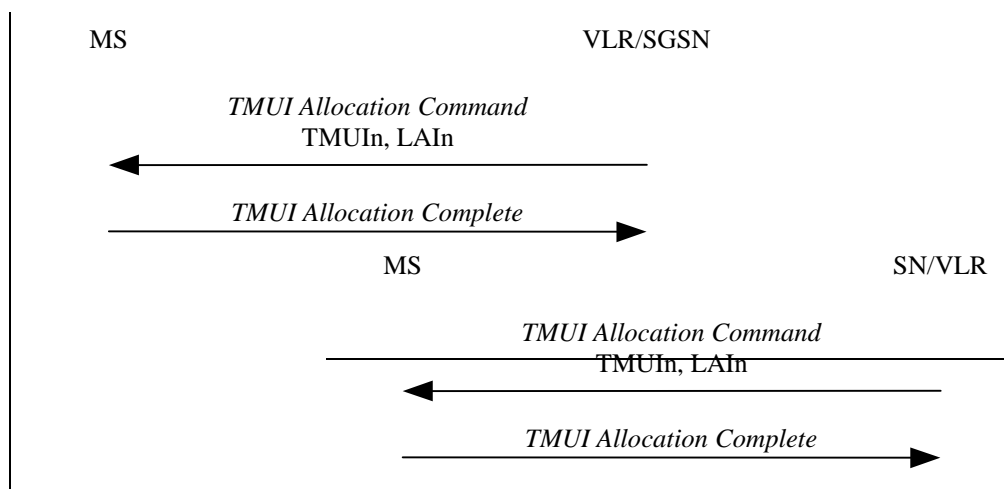 MS VLR/SGSN
TMUI Allocation Command
TMUIn, LAIn
TMUI Allocation Complete
MS SN/VLR
TMUI Allocation Command
TMUIn, LAIn
TMUI Allocation Complete